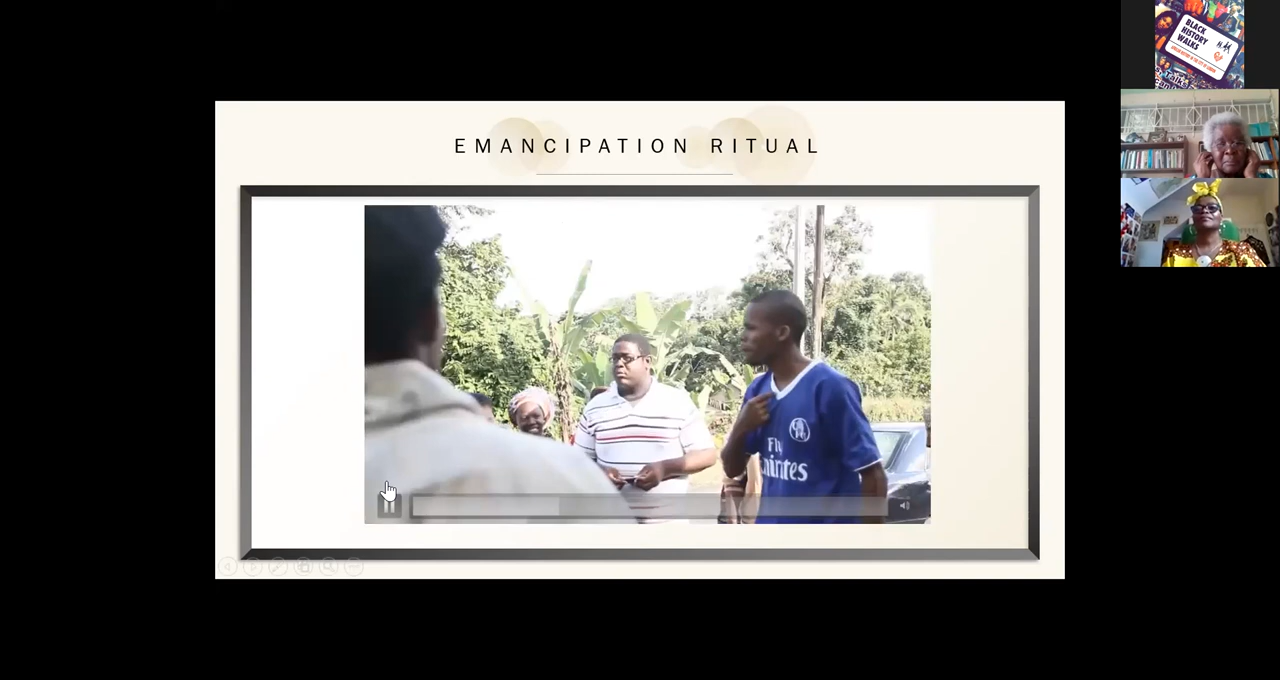 EMANCIPATION RITUAL
Fly
Emirates
BLACK
HISTORY
WALKS